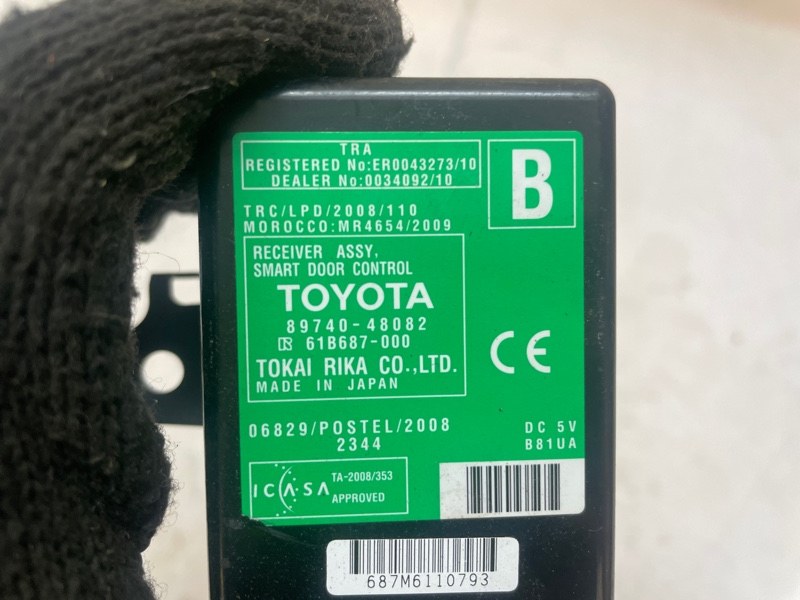 TRA
REGISTERED No:ER0043273/10
DEALER No:0034092/10
B
TRC/LPD/2008/110
MOROCCO:MR4654/2009
RECEIVER ASSY,
SMART DOOR CONTROL
TOYOTA
89740-48082
61B687-000
TOKAI RIKA CO.,LTD.
MADE IN JAPAN
CE
06829/POSTEL/2008
2344
DC 5V
B81UA
ICASA
TA-2008/353
APPROVED
687M6110793